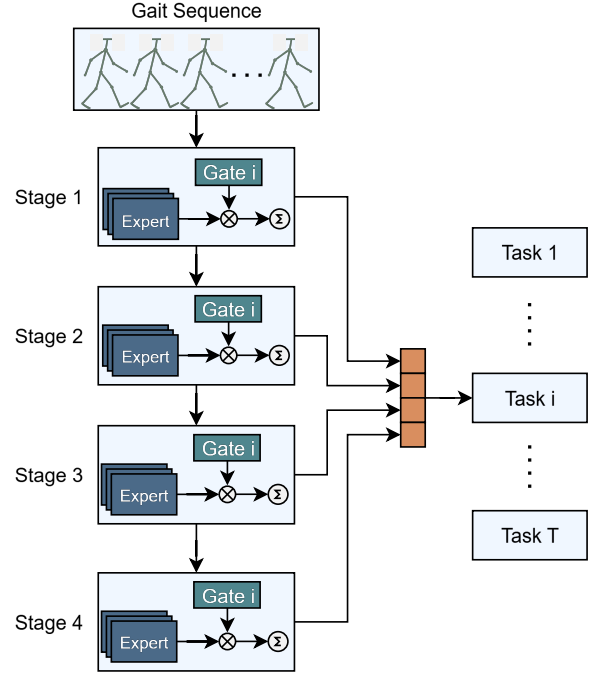 Gait Sequence
Stage 1
Gate i
Expert
Σ
Stage 2
Gate i
Expert
Σ
Stage 3
Gate i
Expert
Σ
Stage 4
Gate i
Expert
Σ
Task 1
Task i
Task T